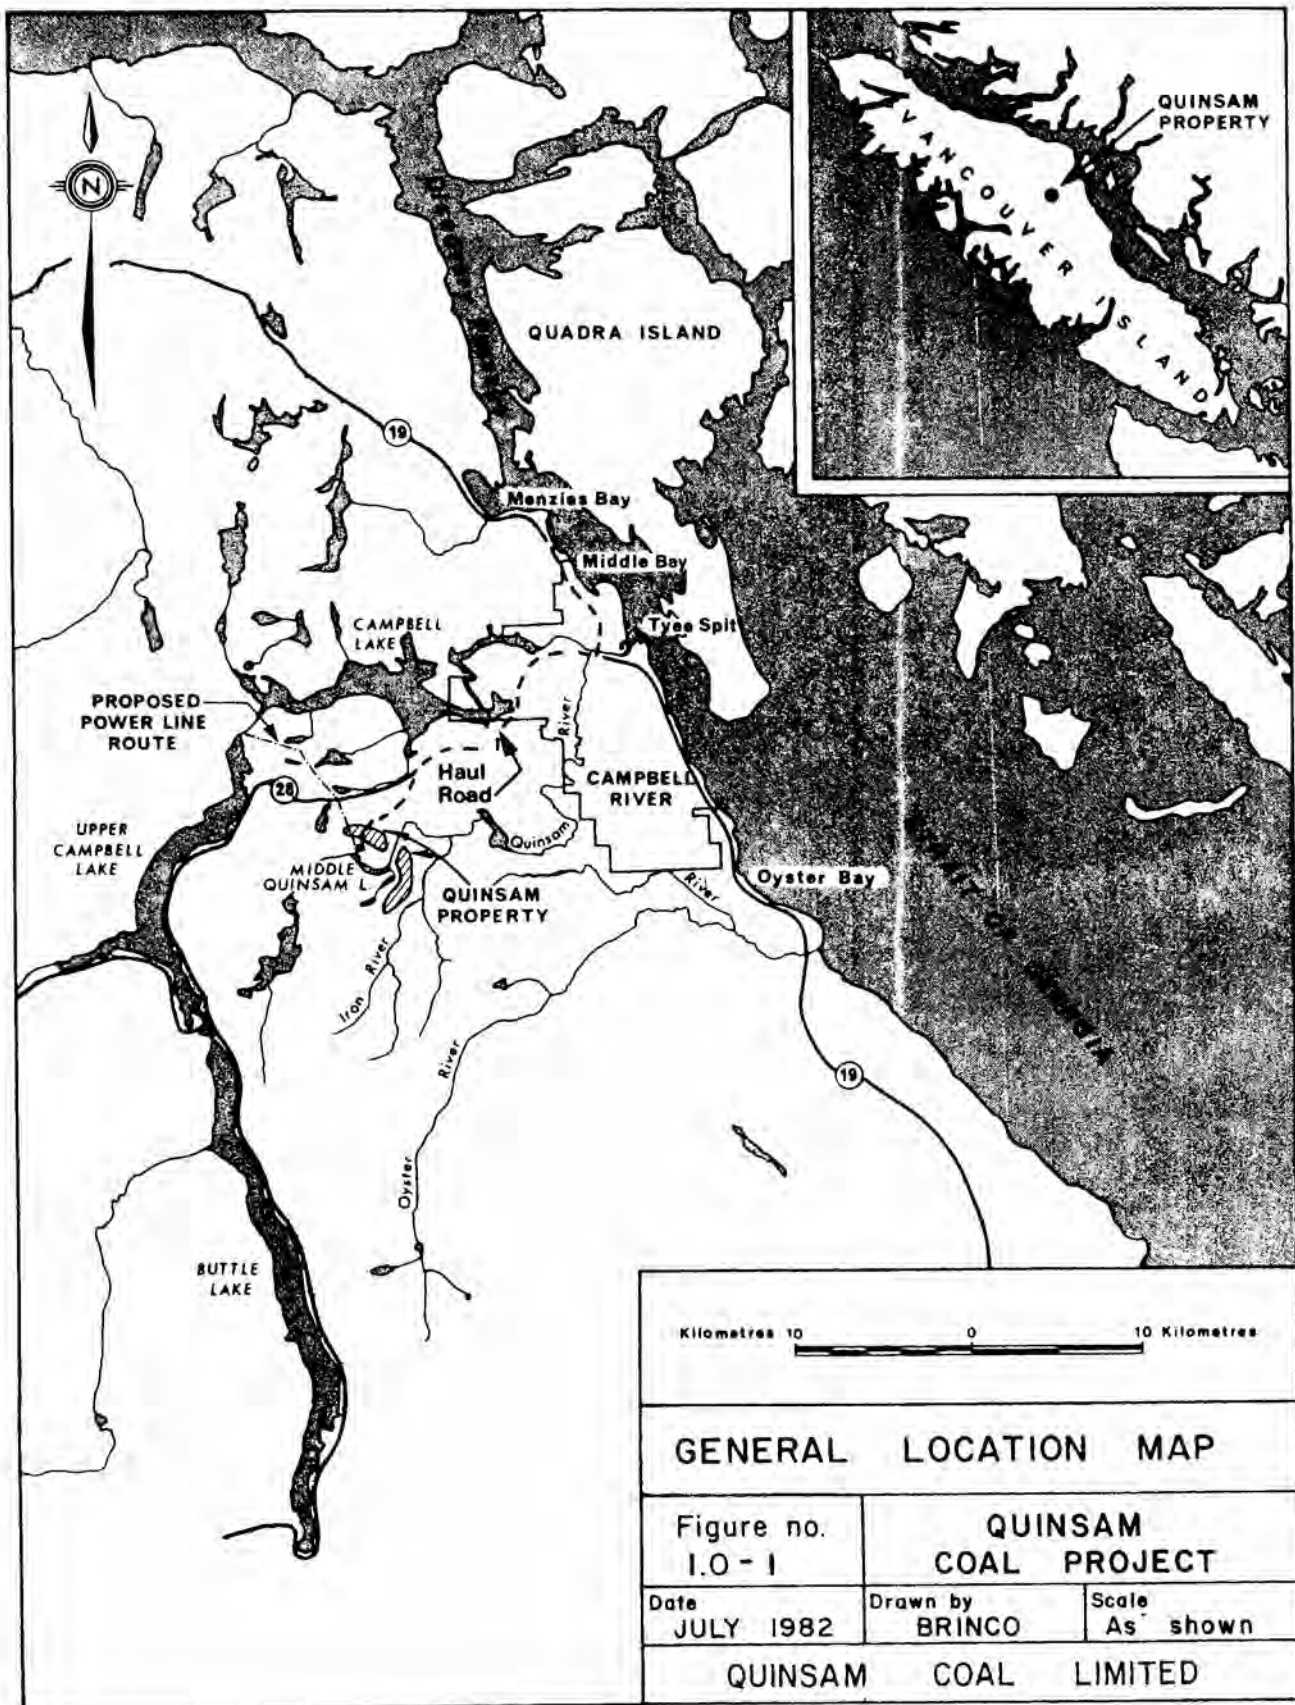 N
QUINSAM
PROPERTY
VANCOUVER ISLAND
QUADRA ISLAND
19
Menzies Bay
Middle Bay
Tyee Spit
CAMPBELL
LAKE
PROPOSED
POWER LINE
ROUTE
River
28
Haul
Road
CAMPBELL
RIVER
UPPER
CAMPBELL
LAKE
Quinsam
MIDDLE
QUINSAM L
QUINSAM
PROPERTY
Oyster Bay
River
Iron River
River
Oyster
STRAIT OF GEORGIA
19
BUTTLE
LAKE
Kilometres 10 0 10 Kilometres
GENERAL LOCATION MAP
Figure no.
1.0 - 1
QUINSAM
COAL PROJECT
Date
JULY 1982
Drawn by
BRINCO
Scale
As shown
QUINSAM COAL LIMITED